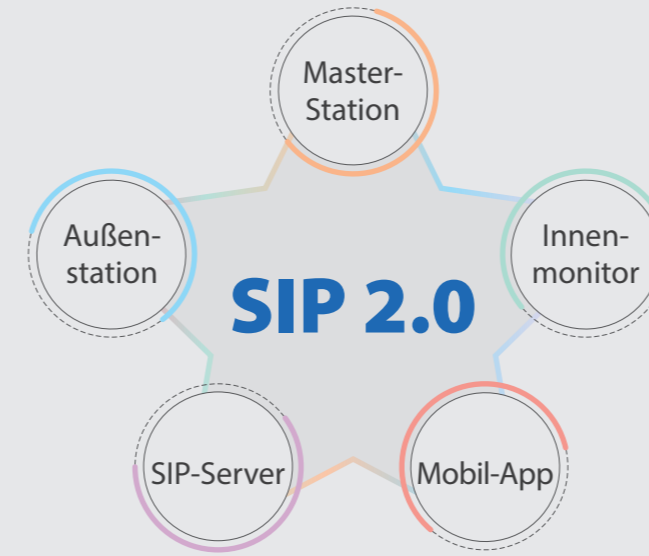 Master-
Station
Außen-
station
Innen-
monitor
SIP 2.0
SIP-Server
Mobil-App